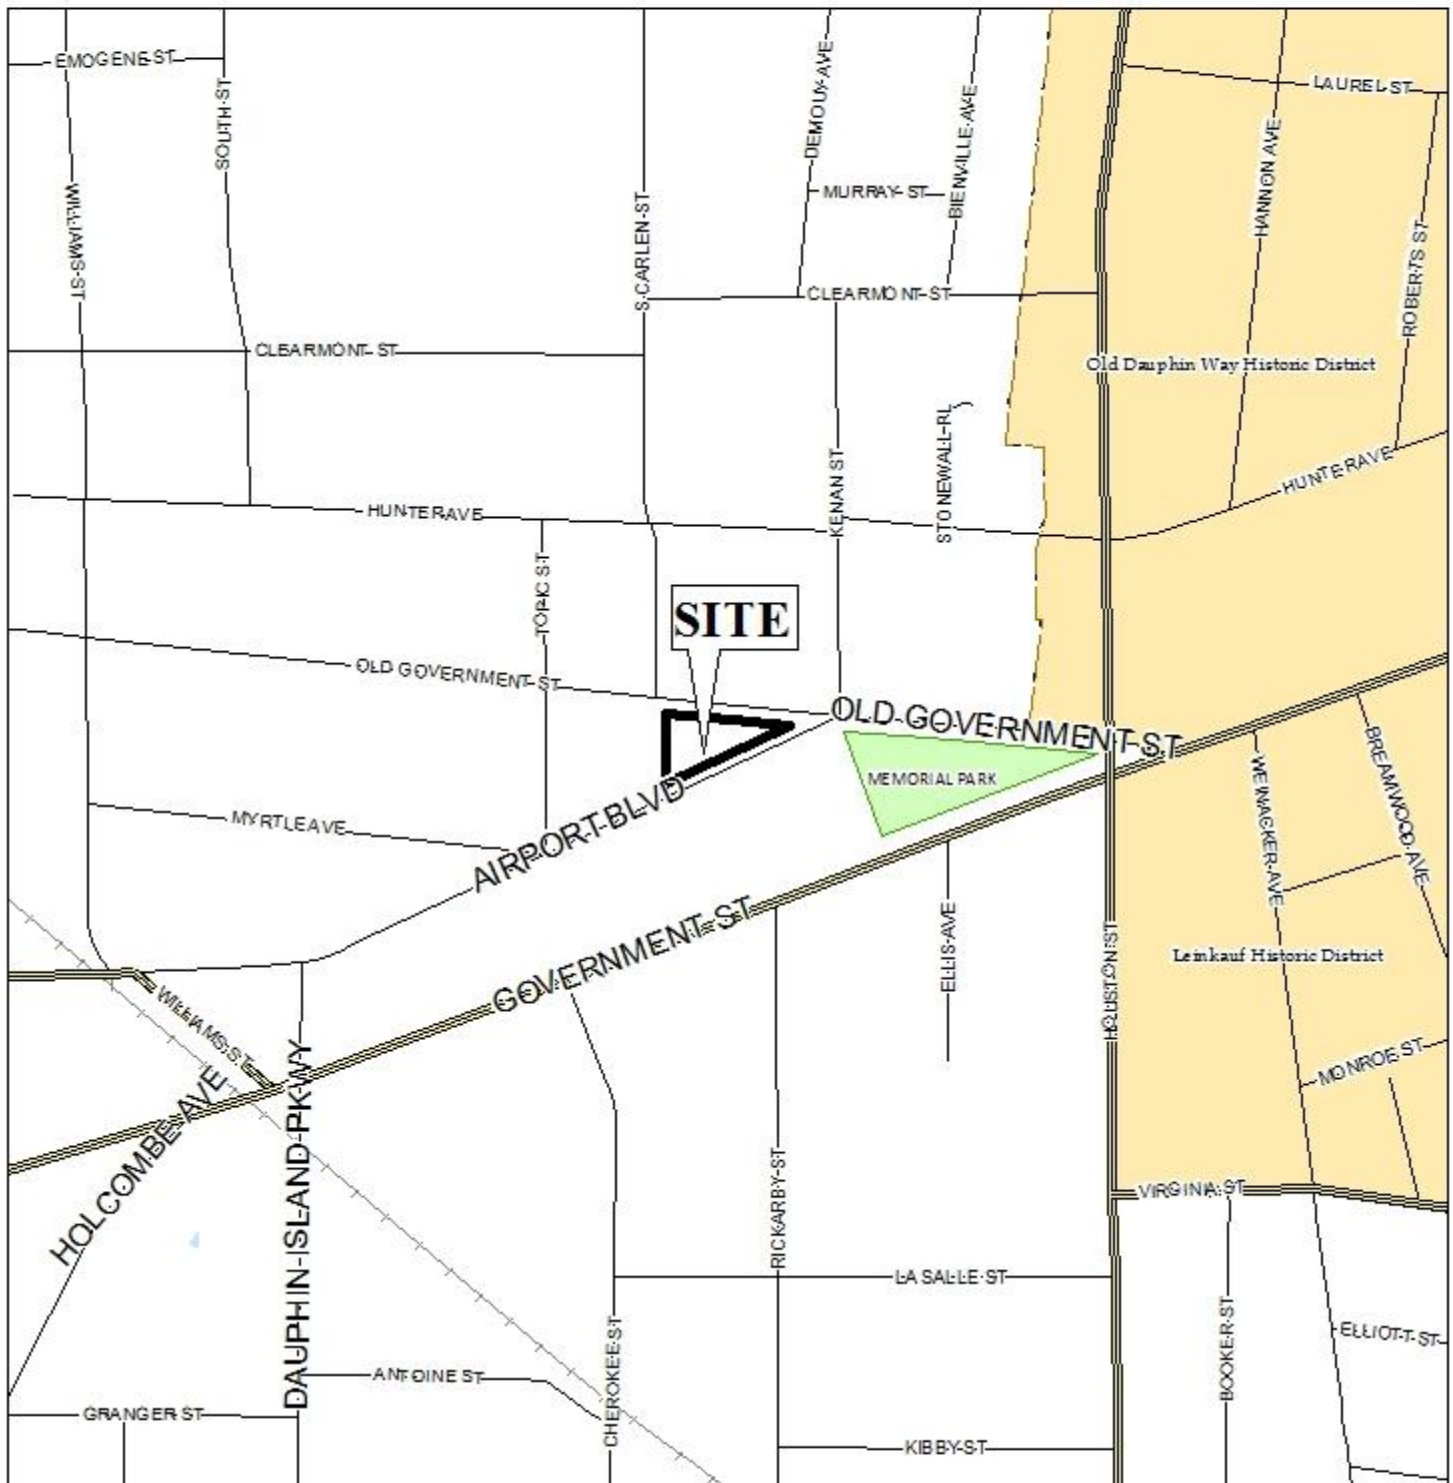 EMOGENE ST
LAUREL ST
SOUTH ST
DEMOUY AVE
BIENVILLE AVE
HANNON AVE
MURRAY ST
WILLIAMS ST
S CARLEN ST
ROBERTS ST
CLEARMONT ST
CLEARMONT ST
Old Dauphin Way Historic District
STONEWALL RL
KENAN ST
HUNTER AVE
HUNTER AVE
TOPIC ST
SITE
OLD GOVERNMENT ST
OLD GOVERNMENT ST
MEMORIAL PARK
WEINACKER AVE
BREAMWOOD AVE
MYRTLE AVE
AIRPORT BLVD
GOVERNMENT ST
ELLIS AVE
HOUSTON ST
Leinkauf Historic District
WILLIAMS ST
MONROE ST
HOLCOMBE AVE
DAUPHIN ISLAND PKWY
RICKARBY ST
VIRGINIA ST
LA SALLE ST
CHEROKEE ST
BOOKER ST
ELLIOTT ST
ANTOINE ST
GRANGER ST
KIBBY ST